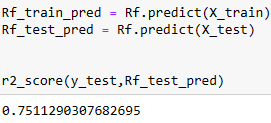 Rf_train_pred = Rf.predict(X_train)
Rf_test_pred = Rf.predict(X_test)
r2_score(y_test,Rf_test_pred)
0.7511290307682695